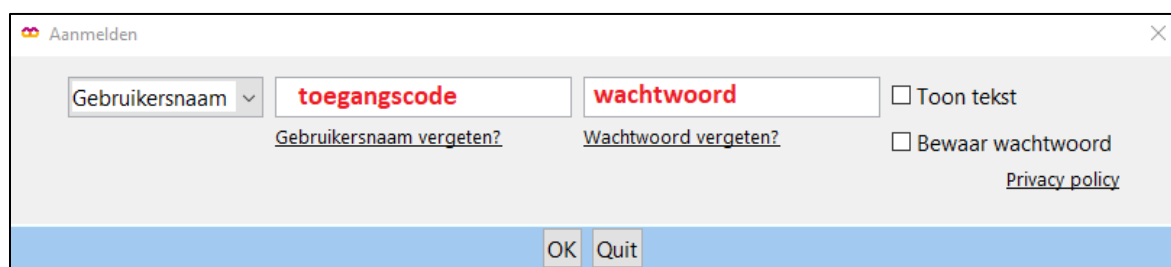 Aanmelden
Gebruikersnaam toegangscode wachtwoord Toon tekst
Gebruikersnaam vergeten? Wachtwoord vergeten? Bewaar wachtwoord
Privacy policy
OK Quit